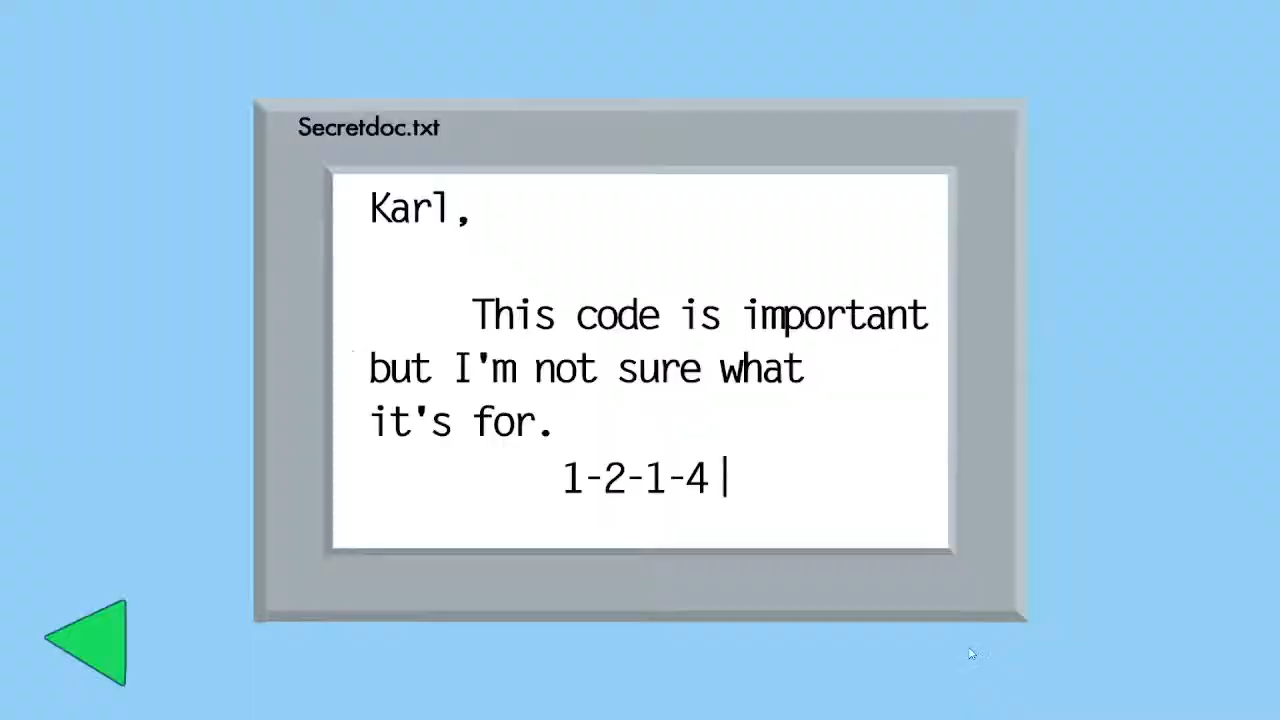 Secretdoc.txt
Karl,
This code is important
but I'm not sure what
it's for.
1-2-1-4